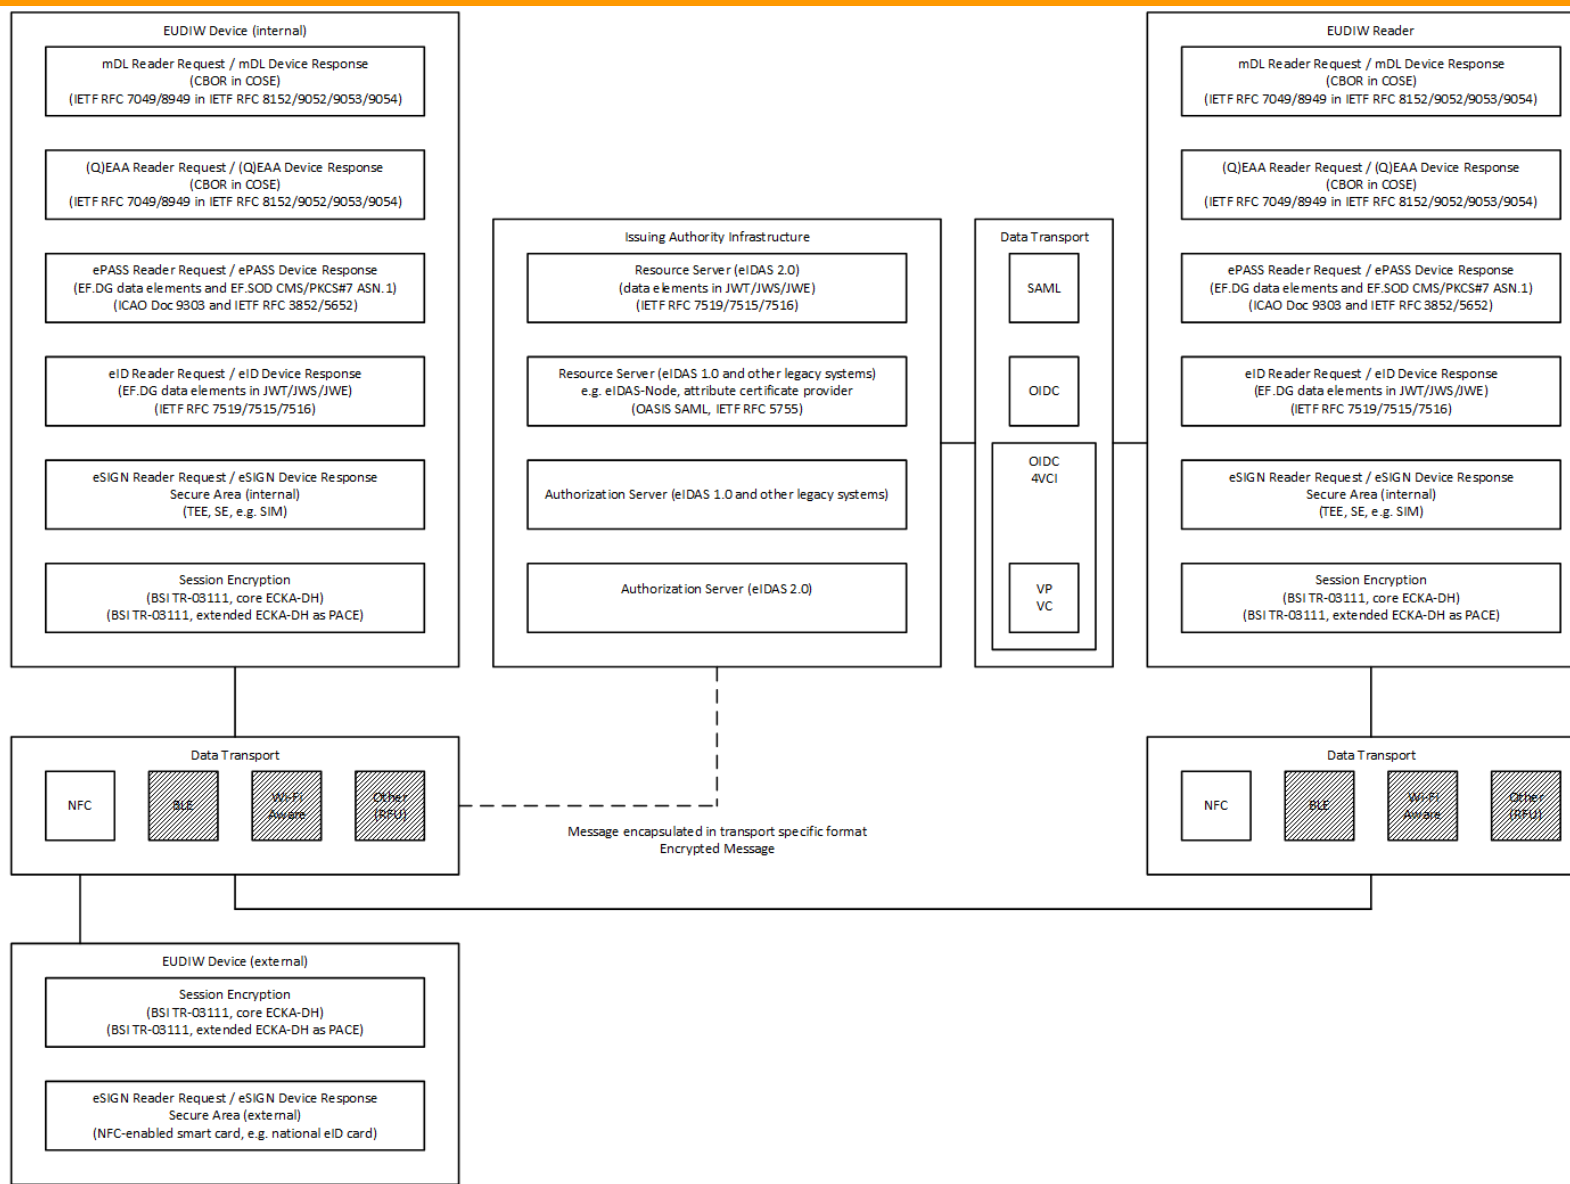 EUDIW Device (internal)
mDL Reader Request / mDL Device Response
(CBOR in COSE)
(IETF RFC 7049/8949 in IETF RFC 8152/9052/9053/9054)
(Q)EAA Reader Request / (Q)EAA Device Response
(CBOR in COSE)
(IETF RFC 7049/8949 in IETF RFC 8152/9052/9053/9054)
ePASS Reader Request / ePASS Device Response
(EF.DG data elements and EF.SOD CMS/PKCS#7 ASN.1)
(ICAO Doc 9303 and IETF RFC 3852/5652)
eID Reader Request / eID Device Response
(EF.DG data elements in JWT/JWS/JWE)
(IETF RFC 7519/7515/7516)
eSIGN Reader Request / eSIGN Device Response
Secure Area (internal)
(TEE, SE, e.g. SIM)
Session Encryption
(BSI TR-03111, core ECKA-DH)
(BSI TR-03111, extended ECKA-DH as PACE)
Issuing Authority Infrastructure
Resource Server (eIDAS 2.0)
(data elements in JWT/JWS/JWE)
(IETF RFC 7519/7515/7516)
Resource Server (eIDAS 1.0 and other legacy systems)
e.g. eIDAS-Node, attribute certificate provider
(OASIS SAML, IETF RFC 5755)
Authorization Server (eIDAS 1.0 and other legacy systems)
Authorization Server (eIDAS 2.0)
Data Transport
SAML
OIDC
OIDC
4VCI
VP
VC
EUDIW Reader
mDL Reader Request / mDL Device Response
(CBOR in COSE)
(IETF RFC 7049/8949 in IETF RFC 8152/9052/9053/9054)
(Q)EAA Reader Request / (Q)EAA Device Response
(CBOR in COSE)
(IETF RFC 7049/8949 in IETF RFC 8152/9052/9053/9054)
ePASS Reader Request / ePASS Device Response
(EF.DG data elements and EF.SOD CMS/PKCS#7 ASN.1)
(ICAO Doc 9303 and IETF RFC 3852/5652)
eID Reader Request / eID Device Response
(EF.DG data elements in JWT/JWS/JWE)
(IETF RFC 7519/7515/7516)
eSIGN Reader Request / eSIGN Device Response
Secure Area (internal)
(TEE, SE, e.g. SIM)
Session Encryption
(BSI TR-03111, core ECKA-DH)
(BSI TR-03111, extended ECKA-DH as PACE)
Data Transport
NFC
BLE
Wi-Fi
Aware
Other
(RFU)
Message encapsulated in transport specific format
Encrypted Message
Data Transport
NFC
BLE
Wi-Fi
Aware
Other
(RFU)
EUDIW Device (external)
Session Encryption
(BSI TR-03111, core ECKA-DH)
(BSI TR-03111, extended ECKA-DH as PACE)
eSIGN Reader Request / eSIGN Device Response
Secure Area (external)
(NFC-enabled smart card, e.g. national eID card)